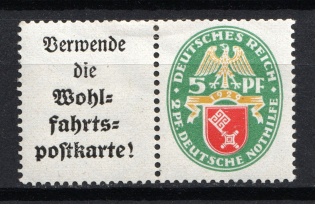 Verwende
die
Wohl-
fahrts-
postkarte!
DEUTSCHES REICH
5 PF
2 PF. DEUTSCHE NOTHILFE